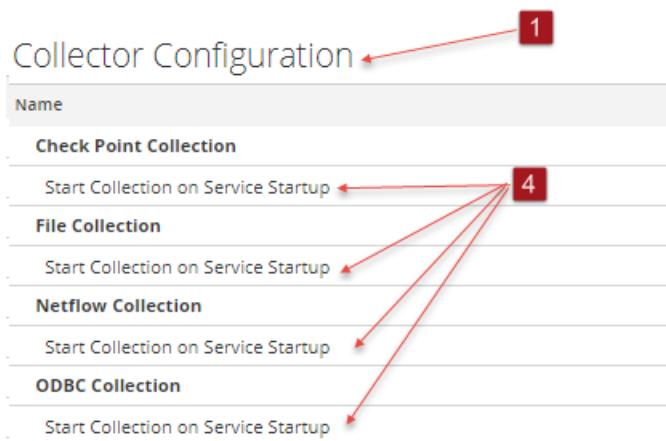 1
Collector Configuration
Name
Check Point Collection
Start Collection on Service Startup
4
File Collection
Start Collection on Service Startup
Netflow Collection
Start Collection on Service Startup
ODBC Collection
Start Collection on Service Startup